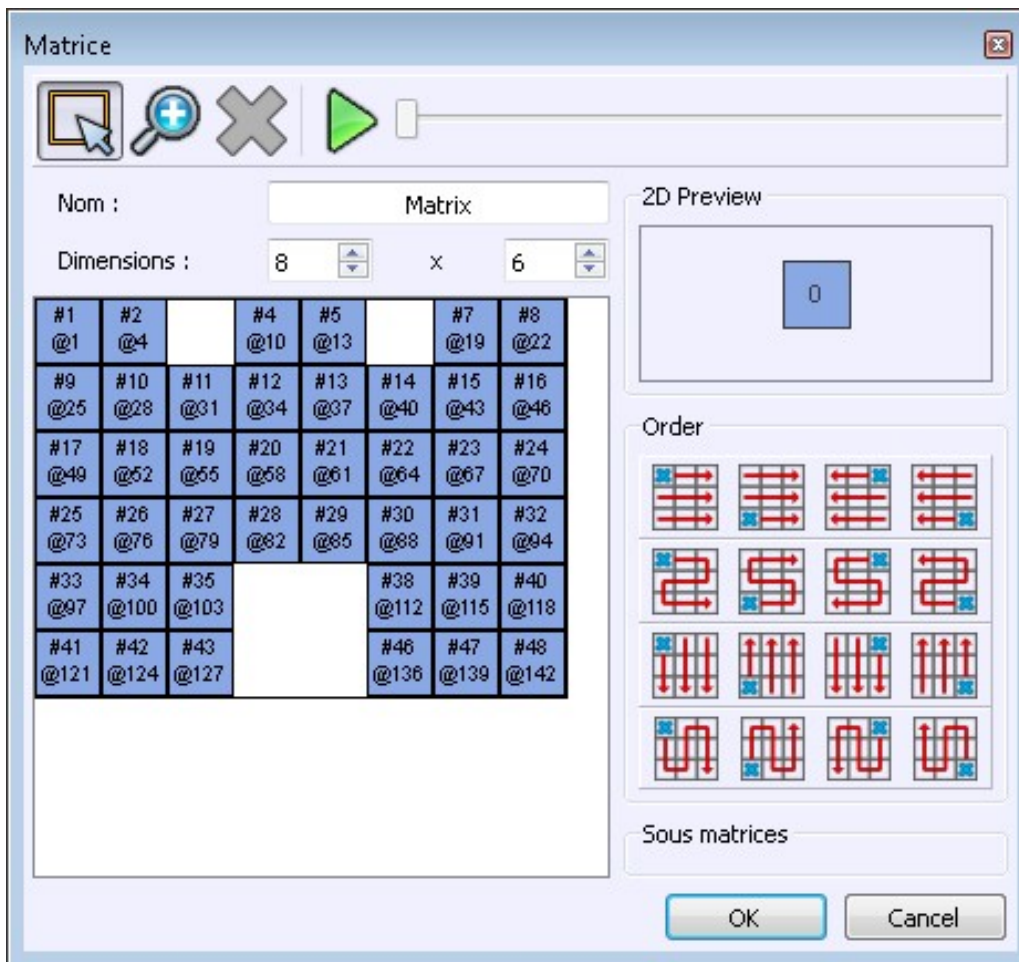 Matrice
Nom :
Matrix
Dimensions :
8
x
6
#1 #2 #4 #5 #7 #8
@1 @4 @10 @13 @19 @22
#9 #10 #11 #12 #13 #14 #15 #16
@25 @28 @31 @34 @37 @40 @43 @46
#17 #18 #19 #20 #21 #22 #23 #24
@49 @52 @55 @58 @61 @64 @67 @70
#25 #26 #27 #28 #29 #30 #31 #32
@73 @76 @79 @82 @85 @88 @91 @94
#33 #34 #35 #38 #39 #40
@97 @100 @103 @112 @115 @118
#41 #42 #43 #46 #47 #48
@121 @124 @127 @136 @139 @142
2D Preview
0
Order
Sous matrices
OK
Cancel